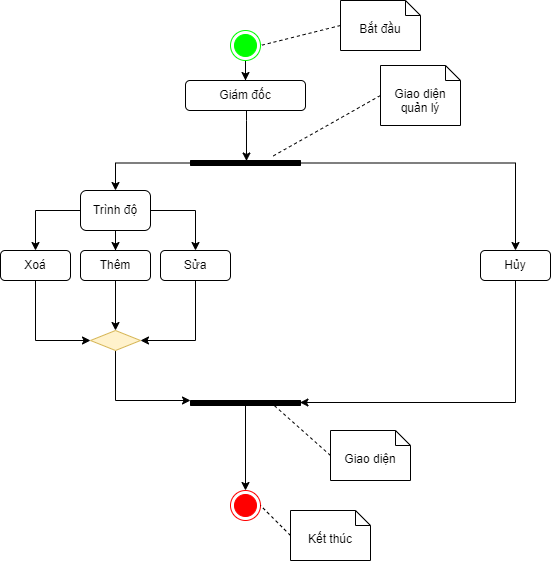 Bắt đầu
Giám đốc
Giao diện
quản lý
Trình độ
Xoá
Thêm
Sửa
Hủy
Giao diện
Kết thúc